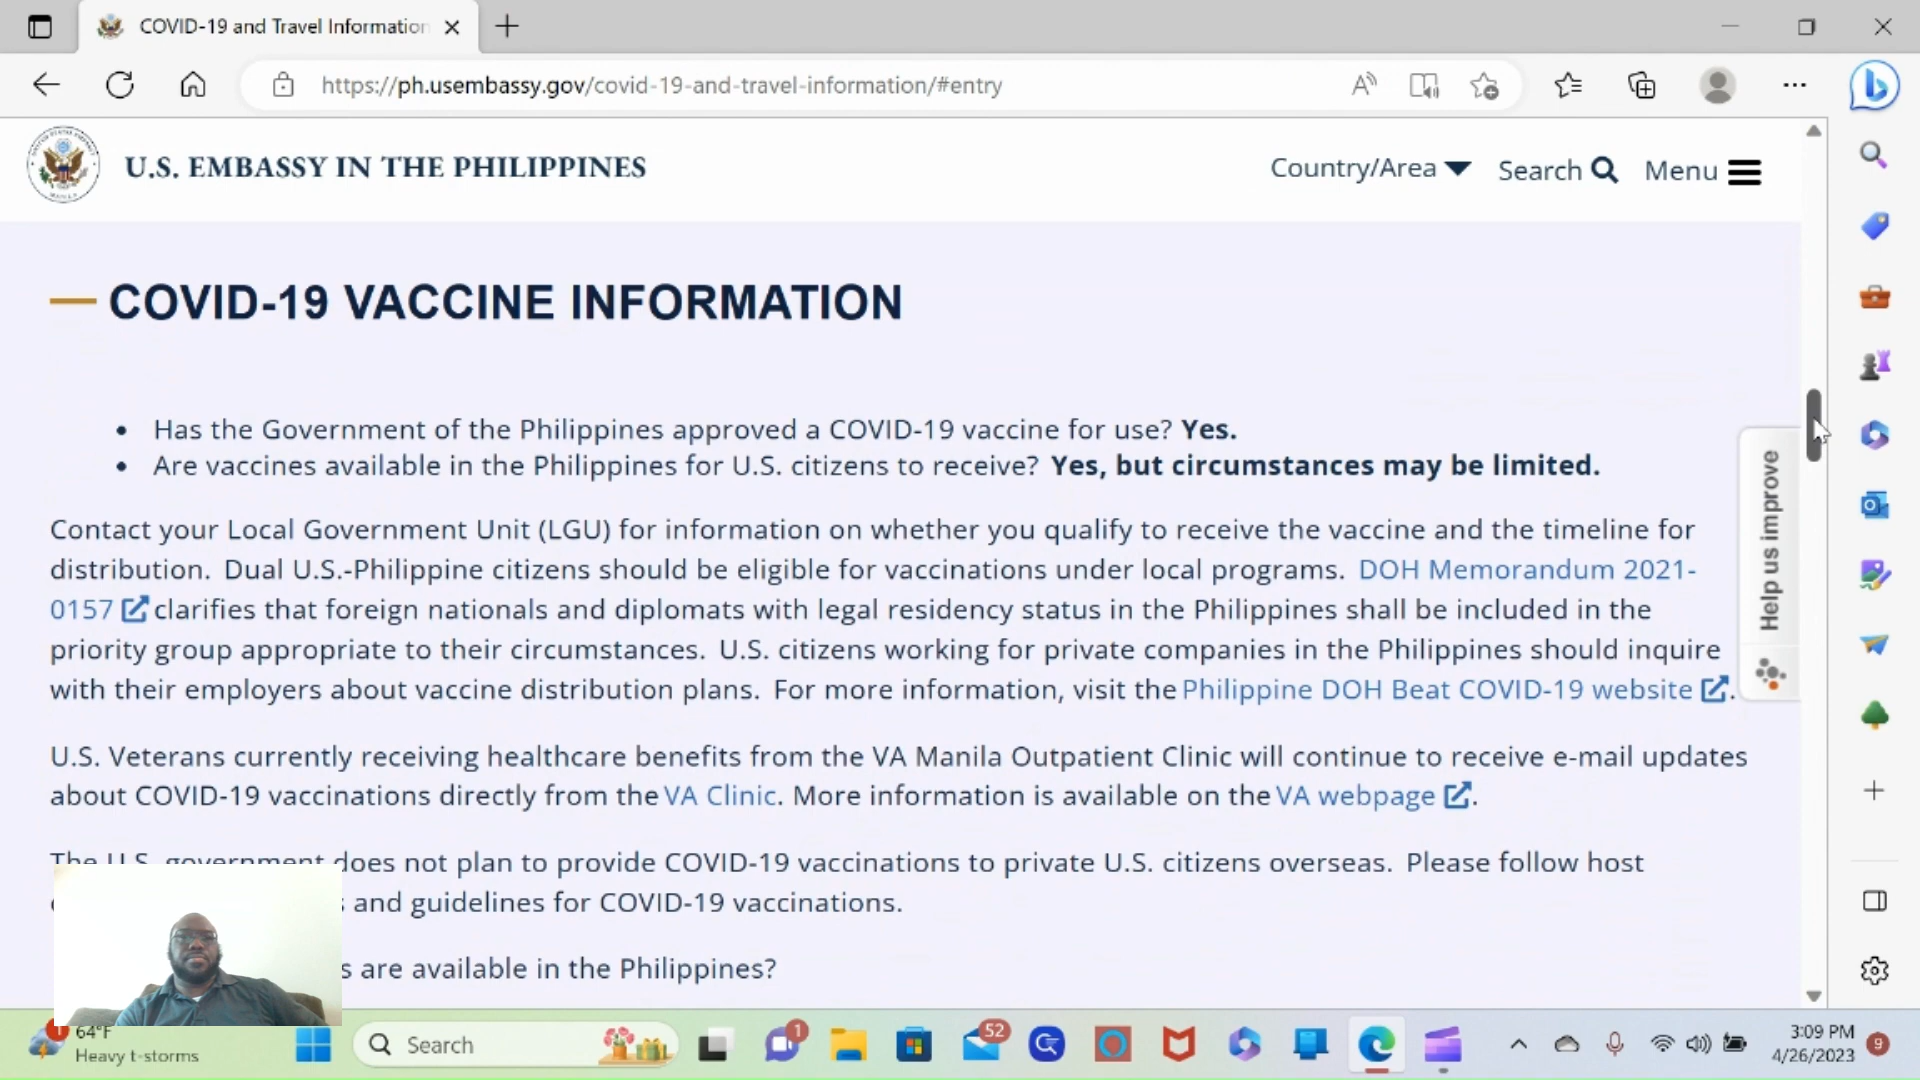 COVID-19 and Travel Information
https://ph.usembassy.gov/covid-19-and-travel-information/#entry
U.S. EMBASSY IN THE PHILIPPINES
Country/Area Search Menu
COVID-19 VACCINE INFORMATION
• Has the Government of the Philippines approved a COVID-19 vaccine for use? Yes.
• Are vaccines available in the Philippines for U.S. citizens to receive? Yes, but circumstances may be limited.
Contact your Local Government Unit (LGU) for information on whether you qualify to receive the vaccine and the timeline for
distribution. Dual U.S.-Philippine citizens should be eligible for vaccinations under local programs. DOH Memorandum 2021-
0157 clarifies that foreign nationals and diplomats with legal residency status in the Philippines shall be included in the
priority group appropriate to their circumstances. U.S. citizens working for private companies in the Philippines should inquire
with their employers about vaccine distribution plans. For more information, visit the Philippine DOH Beat COVID-19 website.
Help us improve
U.S. Veterans currently receiving healthcare benefits from the VA Manila Outpatient Clinic will continue to receive e-mail updates
about COVID-19 vaccinations directly from the VA Clinic. More information is available on the VA webpage.
The U.S. government does not plan to provide COVID-19 vaccinations to private U.S. citizens overseas. Please follow host
and guidelines for COVID-19 vaccinations.
s are available in the Philippines?
1
64°F
Heavy t-storms
Search
1
52
3:09 PM
4/26/2023
9